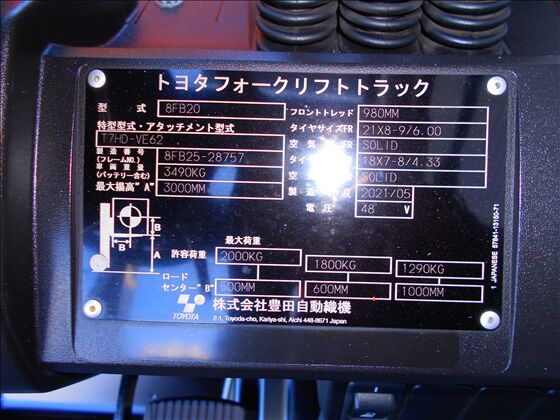 トヨタフォークリフトトラック
型式 8FB20
特型型式・アタッチメント型式
T7HD-VE62
製造番号 (フレームNO.) 8FB25-28757
車両重量 (バッテリー含む) 3490KG
最大揚高"A" 3000MM
フロントトレッド 980MM
タイヤサイズFR 21X8-9/6.00
空気 FR SOLID
タイ 18X7-8/4.33
空気 SOLID
製造 月 2021/05
電圧 48 V
B
B
A
最大荷重
許容荷重 2000KG 1800KG 1290KG
ロードセンター"B" 500MM 600MM 1000MM
TOYOTA
株式会社豊田自動織機
2-1, Toyoda-cho, Kariya-shi, Aichi 448-8671 Japan
1 JAPANESE 57841-13150-71